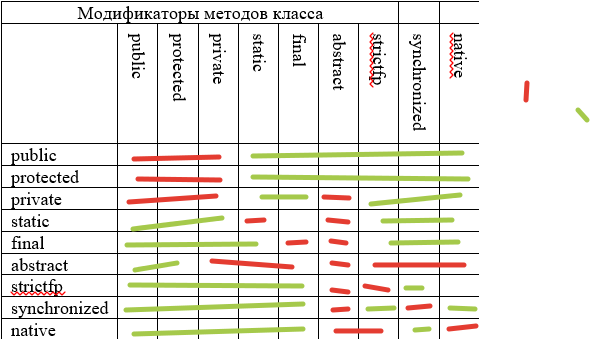 Модификаторы методов класса
public
protected
private
static
final
abstract
strictfp
synchronized
native
public
protected
private
static
final
abstract
strictfp
synchronized
native